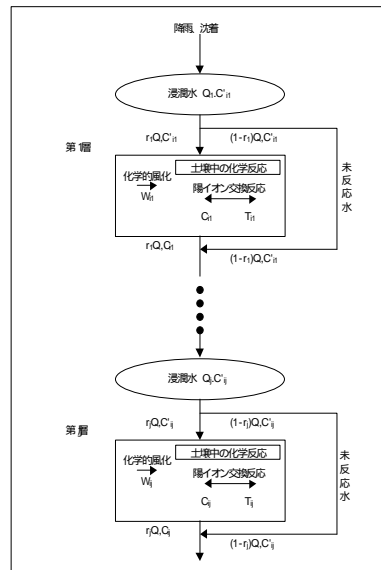 降雨、沈着
浸潤水 Q₁.C'ᵢ₁
r₁Q,C'ᵢ₁ (1-r₁)Q,C'ᵢ₁
第1層
土壌中の化学反応
化学的風化
陽イオン交換反応
Wᵢ₁
Cᵢ₁ Tᵢ₁
未反応水
r₁Q,Cᵢ₁ (1-r₁)Q,C'ᵢ₁
浸潤水 Qⱼ.C'ᵢⱼ
rⱼQ,C'ᵢⱼ (1-rⱼ)Q,C'ᵢⱼ
第j層
土壌中の化学反応
化学的風化
陽イオン交換反応
Wᵢⱼ
Cᵢⱼ Tᵢⱼ
未反応水
rⱼQ,Cᵢⱼ (1-rⱼ)Q,C'ᵢⱼ